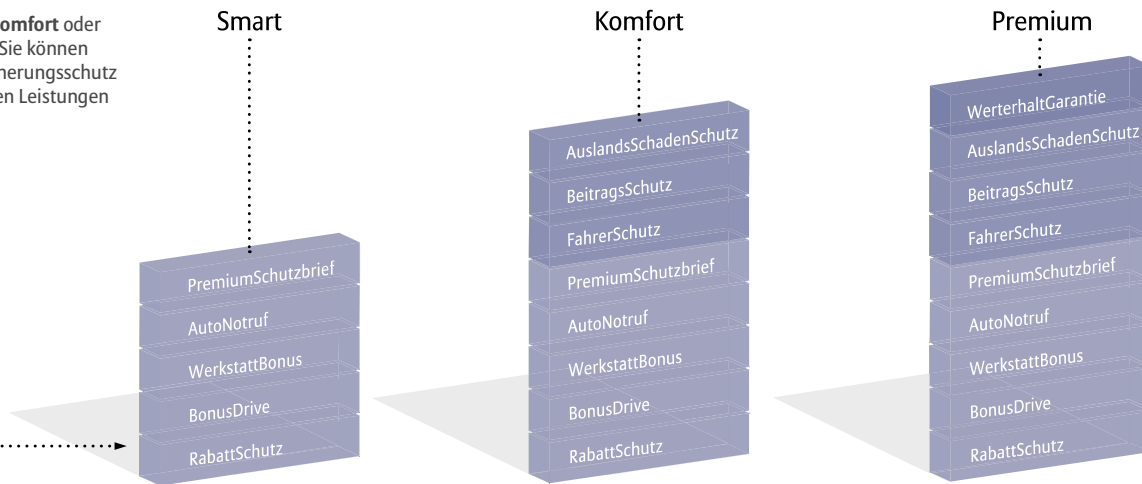 omfort oder
Sie können
herungsschutz
en Leistungen
Smart
PremiumSchutzbrief
AutoNotruf
WerkstattBonus
BonusDrive
RabattSchutz
Komfort
AuslandsSchadenSchutz
BeitragsSchutz
FahrerSchutz
PremiumSchutzbrief
AutoNotruf
WerkstattBonus
BonusDrive
RabattSchutz
Premium
WerterhaltGarantie
AuslandsSchadenSchutz
BeitragsSchutz
FahrerSchutz
PremiumSchutzbrief
AutoNotruf
WerkstattBonus
BonusDrive
RabattSchutz